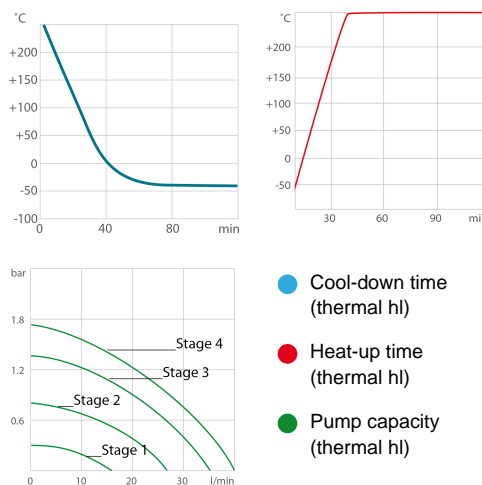 ˚C
+200
+150
+100
+50
0
-50
-100
0 40 80 min
˚C
+200
+150
+100
+50
0
-50
30 60 90 mi
bar
1.8
1.2
0.6
Stage 4
Stage 3
Stage 2
Stage 1
0 10 20 30 l/min
Cool-down time
(thermal hl)
Heat-up time
(thermal hl)
Pump capacity
(thermal hl)